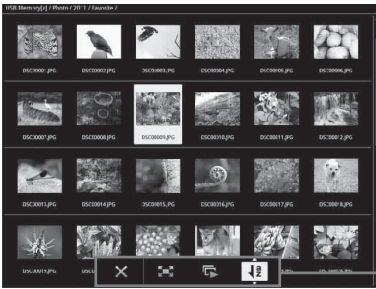 USB Memory[s] / Photo / 2011 / Favorite /
DSC00001.JPG DSC00002.JPG DSC00003.JPG DSC00004.JPG DSC00005.JPG DSC00006.JPG
DSC00007.JPG DSC00008.JPG DSC00009.JPG DSC00010.JPG DSC00011.JPG DSC00012.JPG
DSC00013.JPG DSC00014.JPG DSC00015.JPG DSC00016.JPG DSC00017.JPG DSC00018.JPG
DSC00019.JPG